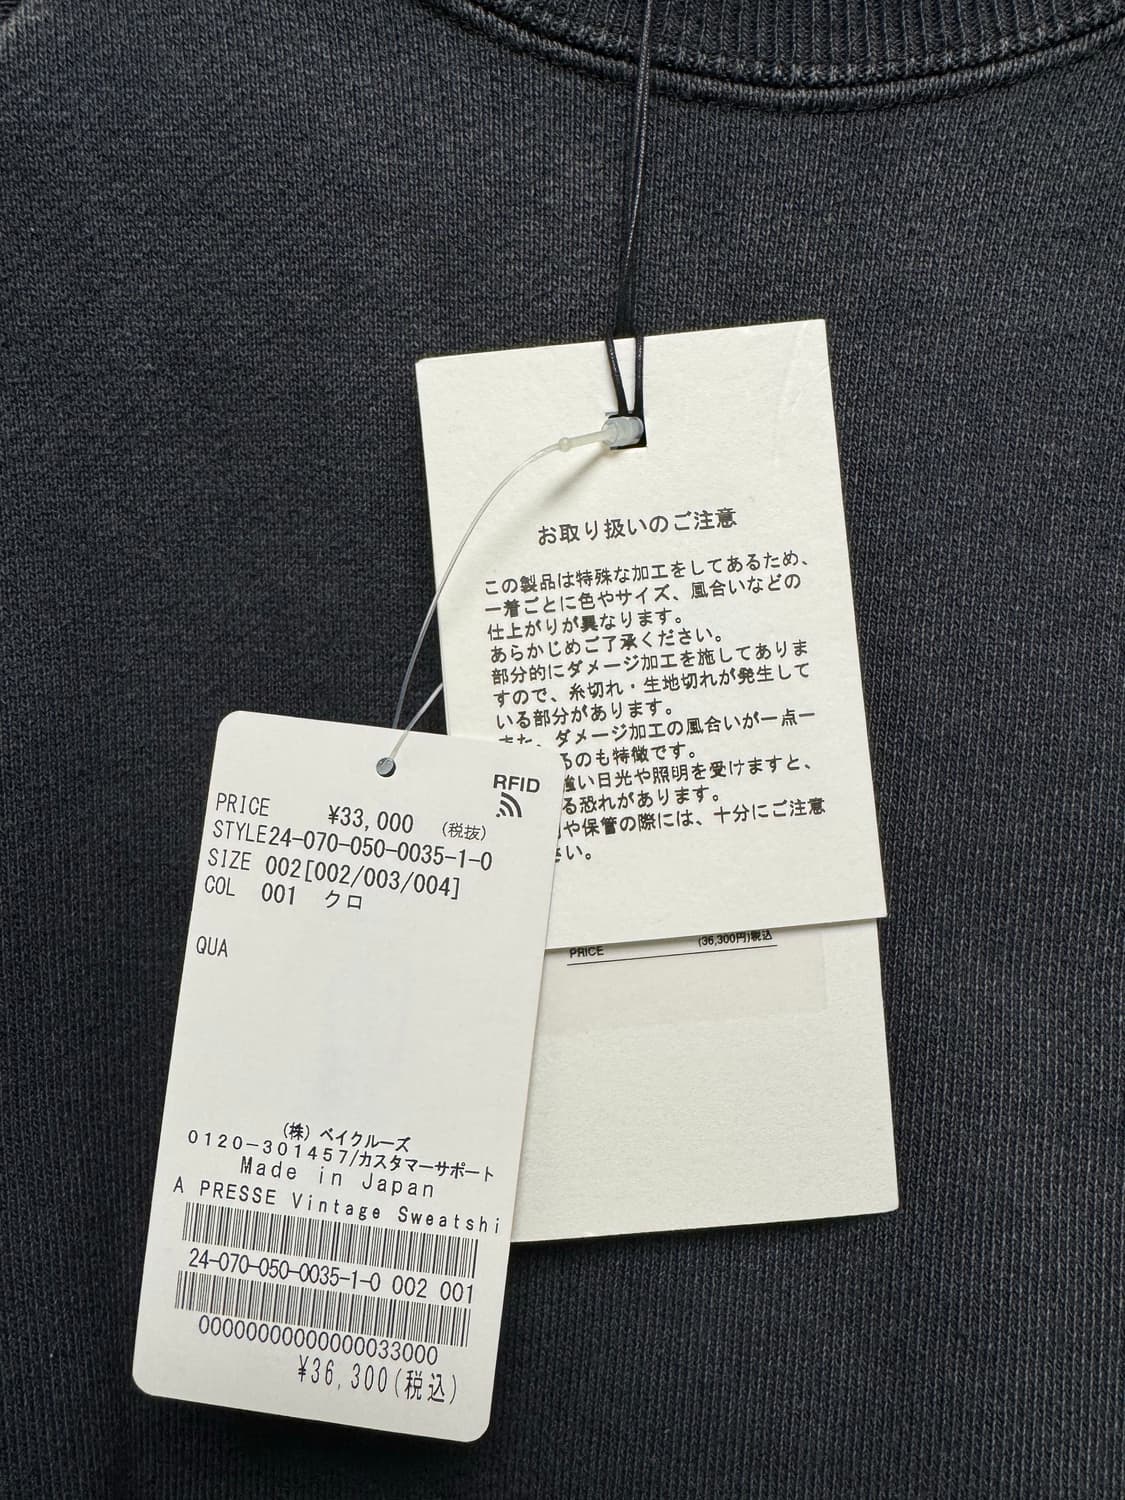 お取り扱いのご注意
この製品は特殊な加工をしてあるため、
一着ごとに色やサイズ、風合いなどの
仕上がりが異なります。
あらかじめご了承ください。
部分的にダメージ加工を施してありま
すので、糸切れ・生地切れが発生して
いる部分があります。
また、ダメージ加工の風合いが一点一
るのも特徴です。
強い日光や照明を受けますと、
る恐れがあります。
や保管の際には、十分にご注意
さい。
PRICE (36,300円)税込
RFID
PRICE ¥33,000 (税抜)
STYLE24-070-050-0035-1-0
SIZE 002[002/003/004]
COL 001 クロ
QUA
(株) ベイクルーズ
0120-301457/カスタマーサポート
Made in Japan
A PRESSE Vintage Sweatshi
24-070-050-0035-1-0 002 001
00000000000000033000
¥36,300(税込)